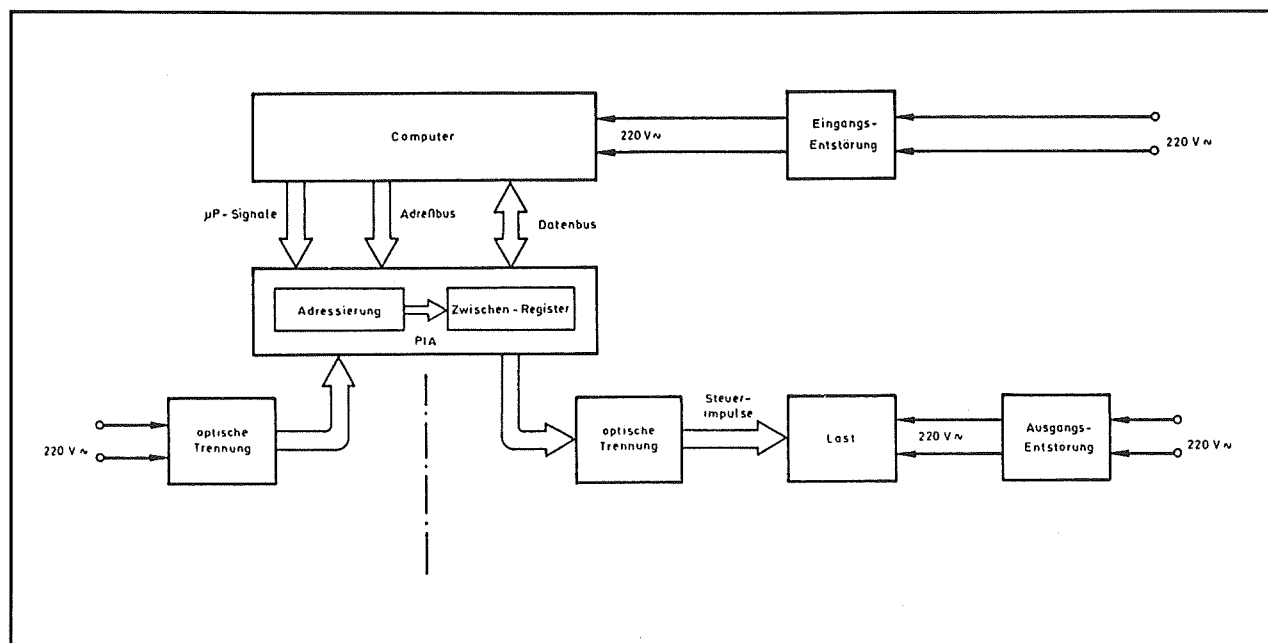 Computer
220 V ~
Eingangs-
Entstörung
220 V ~
µP - Signale
Adreßbus
Datenbus
Adressierung
Zwischen - Register
PIA
220 V ~
optische
Trennung
optische
Trennung
Steuer-
impulse
Last
220 V ~
Ausgangs-
Entstörung
220 V ~